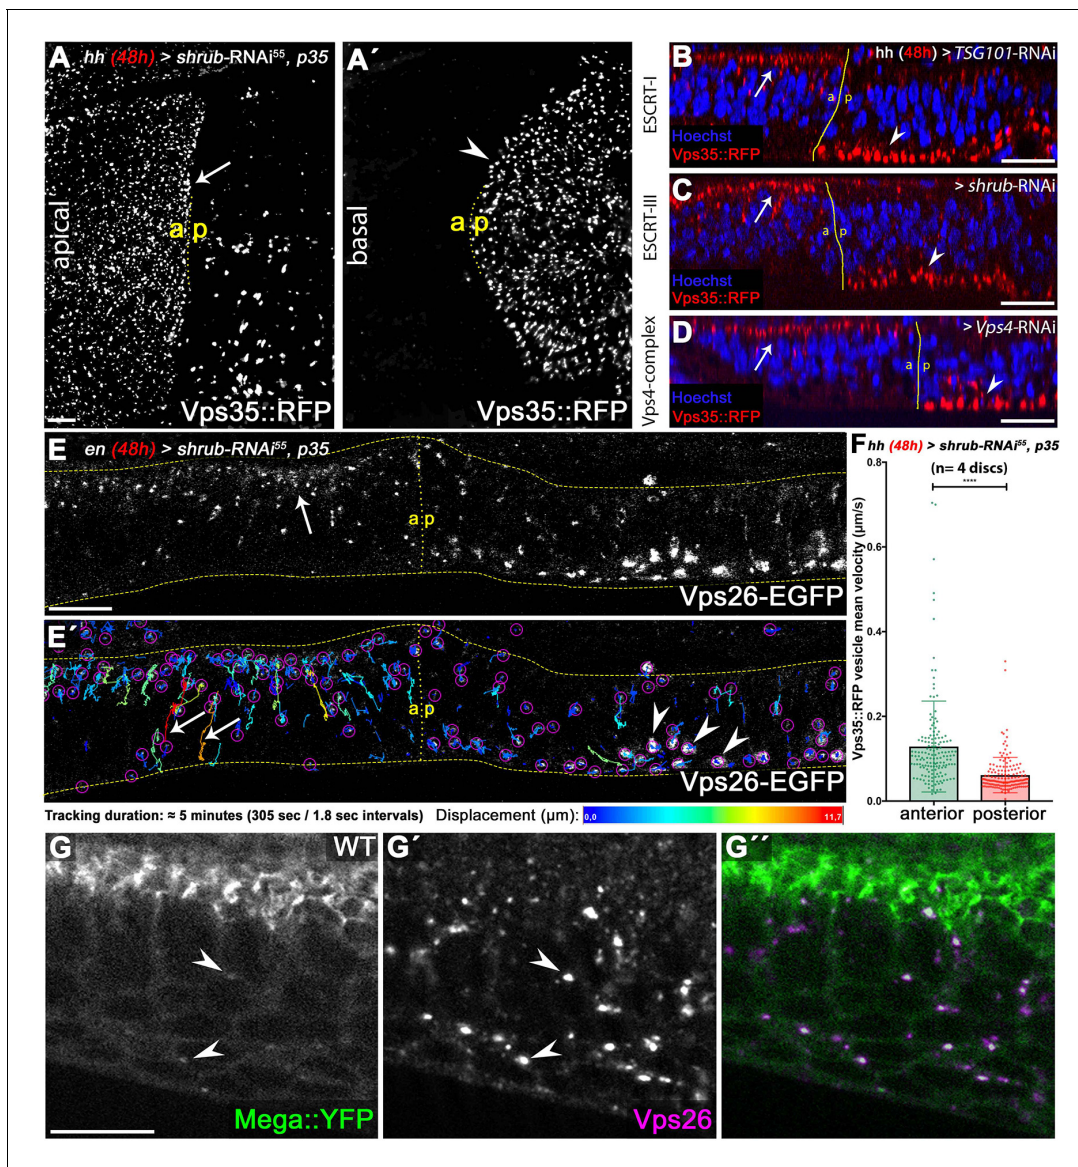 A hh (48h) > shrub-RNAi⁵⁵, p35
apical
a p
Vps35::RFP
A´
basal
a p
Vps35::RFP
ESCRT-I
B hh (48h) > TSG101-RNAi
a p
Hoechst
Vps35::RFP
ESCRT-III
C > shrub-RNAi
a p
Hoechst
Vps35::RFP
Vps4-complex
D > Vps4-RNAi
a p
Hoechst
Vps35::RFP
E en (48h) > shrub-RNAi⁵⁵, p35
a p
Vps26-EGFP
E´
a p
Vps26-EGFP
Tracking duration: ≈ 5 minutes (305 sec / 1.8 sec intervals) Displacement (µm): 0,0 11,7
F hh (48h) > shrub-RNAi⁵⁵, p35
(n= 4 discs)
****
Vps35::RFP vesicle mean velocity (µm/s)
0.8
0.6
0.4
0.2
0.0
anterior posterior
G WT
Mega::YFP
G´
Vps26
G´´